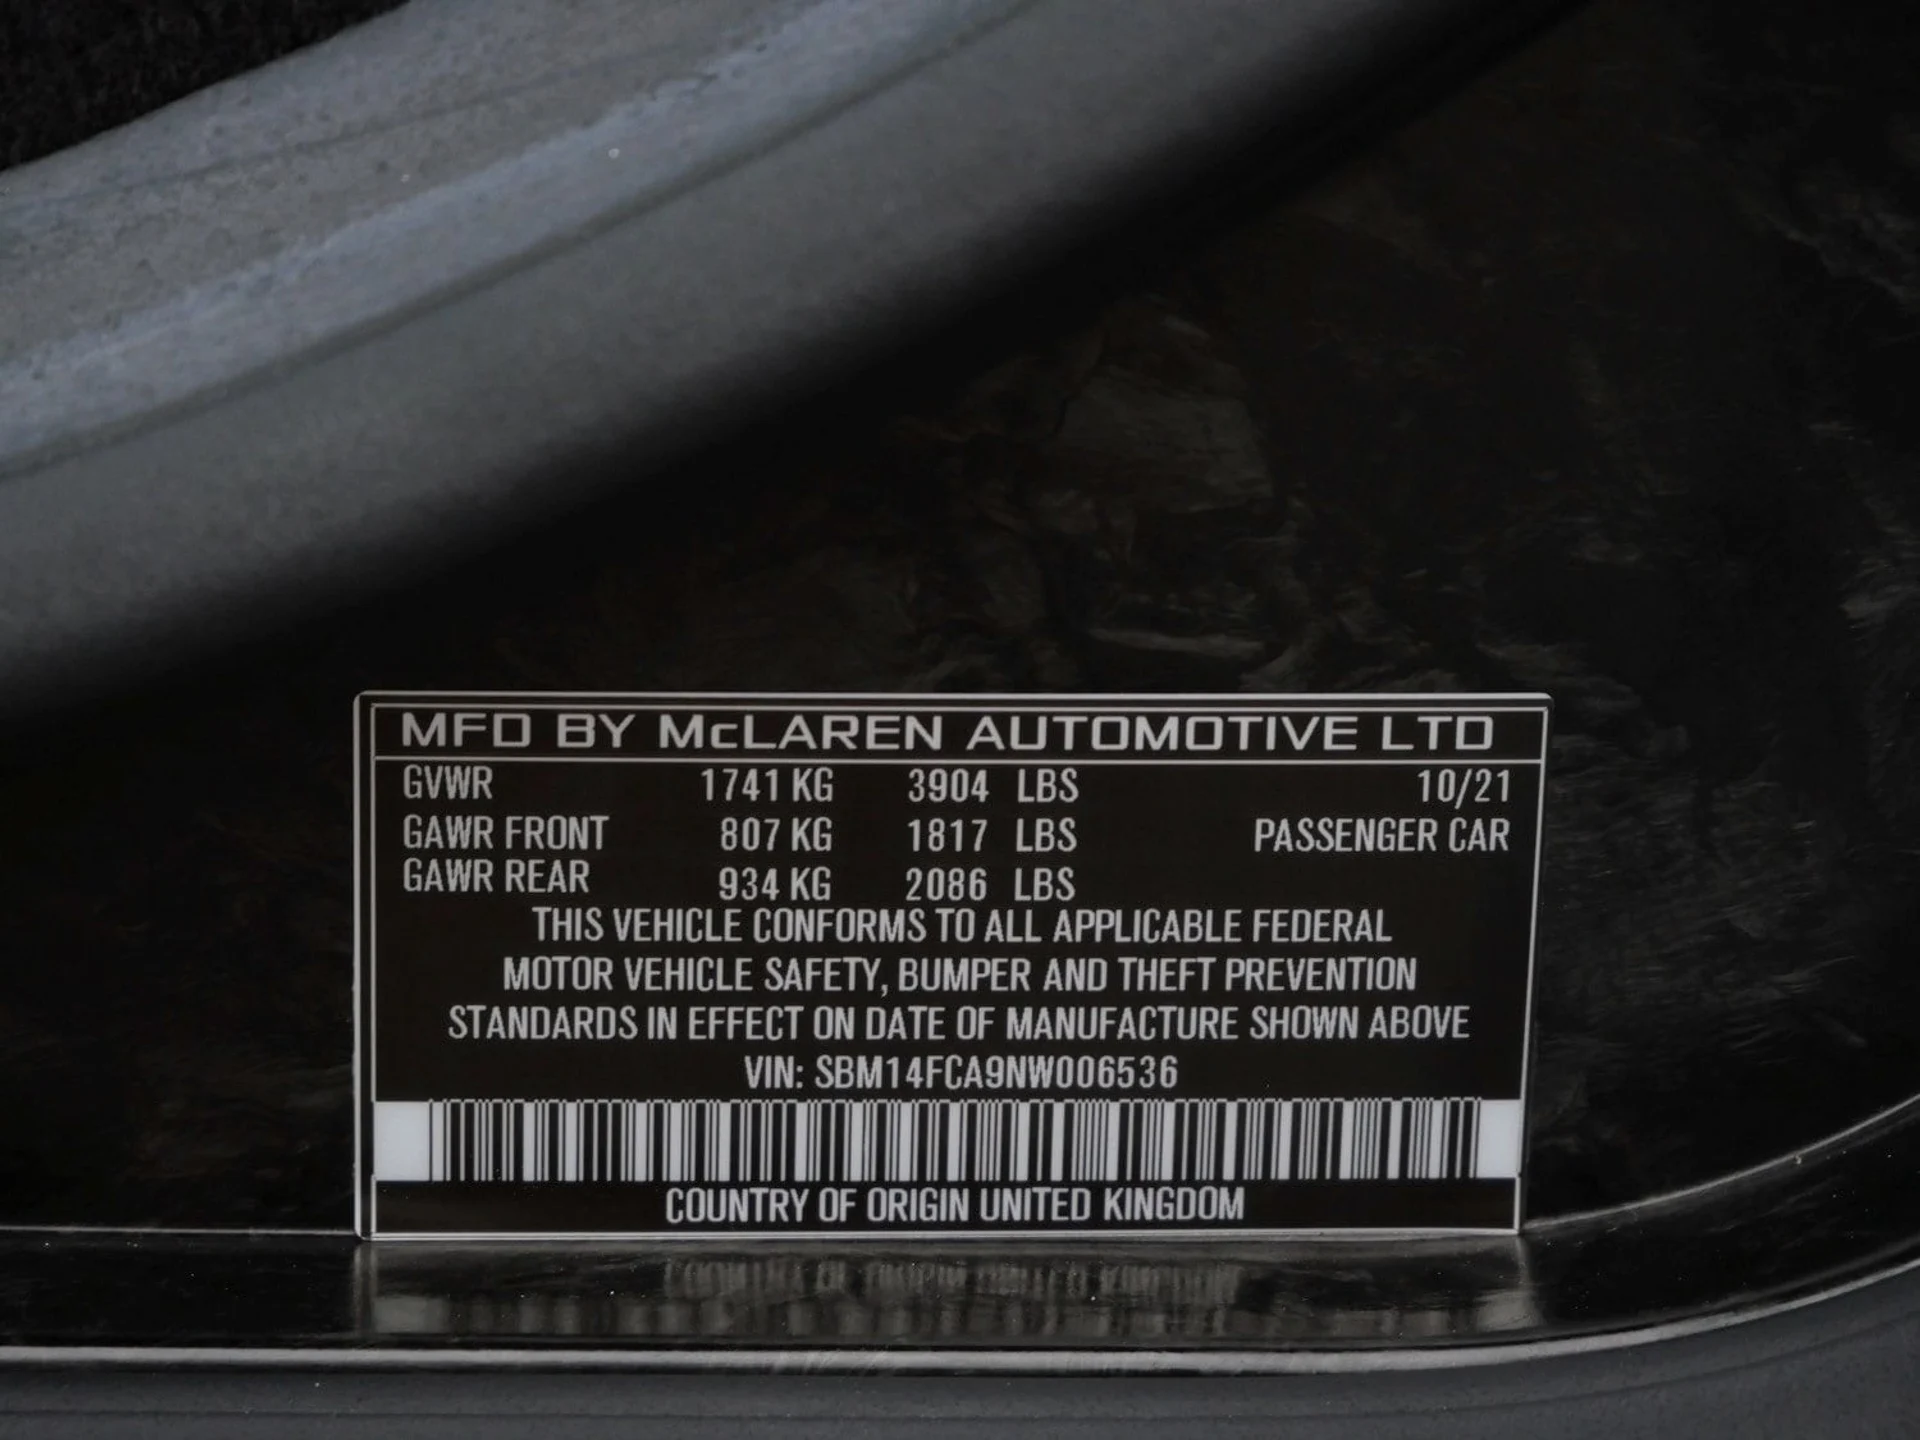 MFD BY McLAREN AUTOMOTIVE LTD
GVWR 1741 KG 3904 LBS 10/21
GAWR FRONT 807 KG 1817 LBS PASSENGER CAR
GAWR REAR 934 KG 2086 LBS
THIS VEHICLE CONFORMS TO ALL APPLICABLE FEDERAL
MOTOR VEHICLE SAFETY, BUMPER AND THEFT PREVENTION
STANDARDS IN EFFECT ON DATE OF MANUFACTURE SHOWN ABOVE
VIN: SBM14FCA9NW006536
COUNTRY OF ORIGIN UNITED KINGDOM